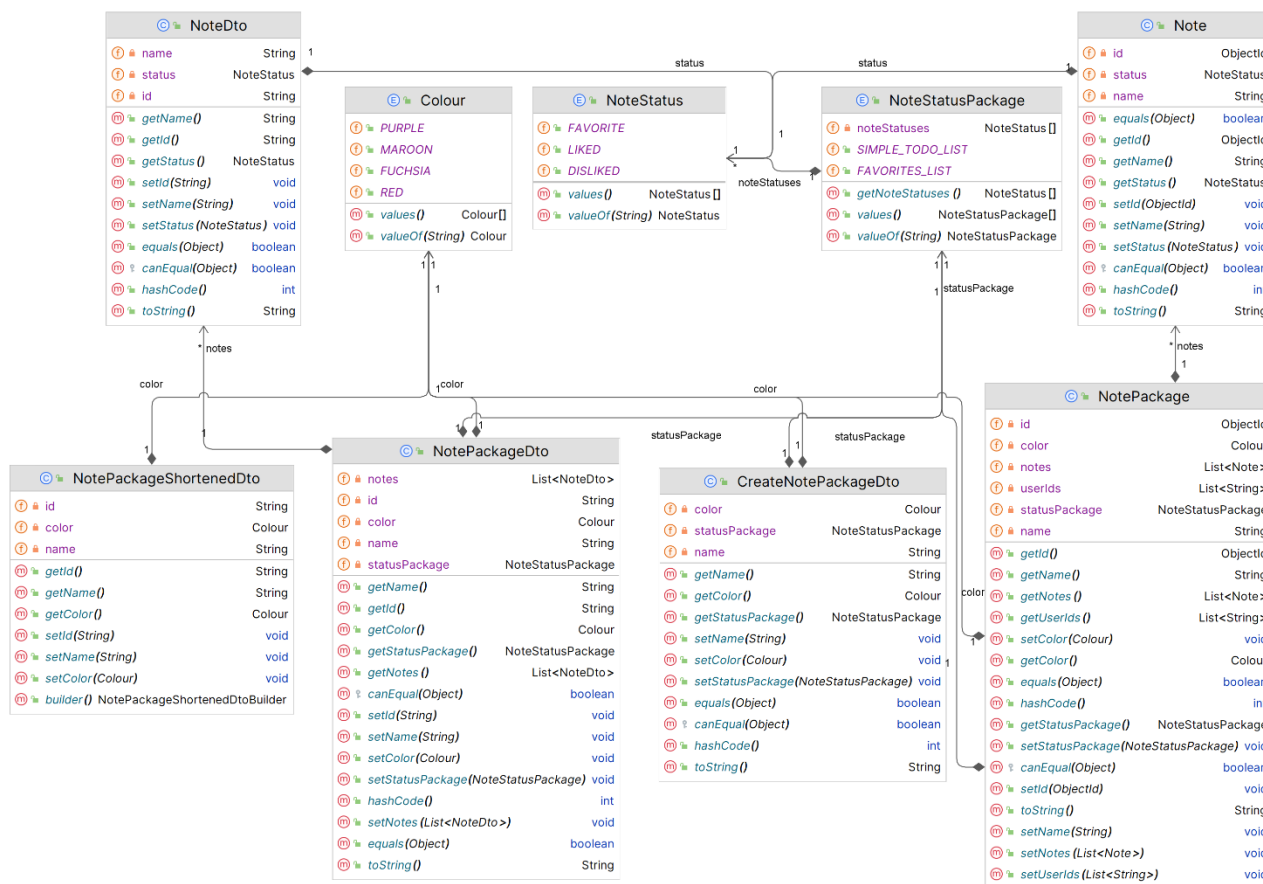 NoteDto
name String
status NoteStatus
id String
getName() String
getId() String
getStatus() NoteStatus
setId(String) void
setName(String) void
setStatus(NoteStatus) void
equals(Object) boolean
canEqual(Object) boolean
hashCode() int
toString() String
1
status
status
1
1
Colour
PURPLE
MAROON
FUCHSIA
RED
values() Colour[]
valueOf(String) Colour
NoteStatus
FAVORITE
LIKED
DISLIKED
values() NoteStatus[]
valueOf(String) NoteStatus
1
*
noteStatuses
1
NoteStatusPackage
noteStatuses NoteStatus[]
SIMPLE_TODO_LIST
FAVORITES_LIST
getNoteStatuses() NoteStatus[]
values() NoteStatusPackage[]
valueOf(String) NoteStatusPackage
Note
id ObjectId
status NoteStatus
name String
equals(Object) boolean
getId() ObjectId
getName() String
getStatus() NoteStatus
setId(ObjectId) void
setName(String) void
setStatus(NoteStatus) void
canEqual(Object) boolean
hashCode() in
toString() String
1 1
1
1 1
1 statusPackage
* notes
* notes
1
color
1 color
color
1
1
1 1
statusPackage
1
1
statusPackage
NotePackageShortenedDto
id String
color Colour
name String
getId() String
getName() String
getColor() Colour
setId(String) void
setName(String) void
setColor(Colour) void
builder() NotePackageShortenedDtoBuilder
NotePackageDto
notes List<NoteDto>
id String
color Colour
name String
statusPackage NoteStatusPackage
getName() String
getId() String
getColor() Colour
getStatusPackage() NoteStatusPackage
getNotes() List<NoteDto>
canEqual(Object) boolean
setId(String) void
setName(String) void
setColor(Colour) void
setStatusPackage(NoteStatusPackage) void
hashCode() int
setNotes(List<NoteDto>) void
equals(Object) boolean
toString() String
CreateNotePackageDto
color Colour
statusPackage NoteStatusPackage
name String
getName() String
getColor() Colour
getStatusPackage() NoteStatusPackage
setName(String) void
setColor(Colour) void
setStatusPackage(NoteStatusPackage) void
equals(Object) boolean
canEqual(Object) boolean
hashCode() int
toString() String
color
1
1
NotePackage
id ObjectId
color Colour
notes List<Note>
userIds List<String>
statusPackage NoteStatusPackage
name String
getId() ObjectId
getName() String
getNotes() List<Note>
getUserIds() List<String>
setColor(Colour) void
getColor() Colour
equals(Object) boolean
hashCode() in
getStatusPackage() NoteStatusPackage
setStatusPackage(NoteStatusPackage) void
canEqual(Object) boolean
setId(ObjectId) void
toString() String
setName(String) void
setNotes(List<Note>) void
setUserIds(List<String>) void